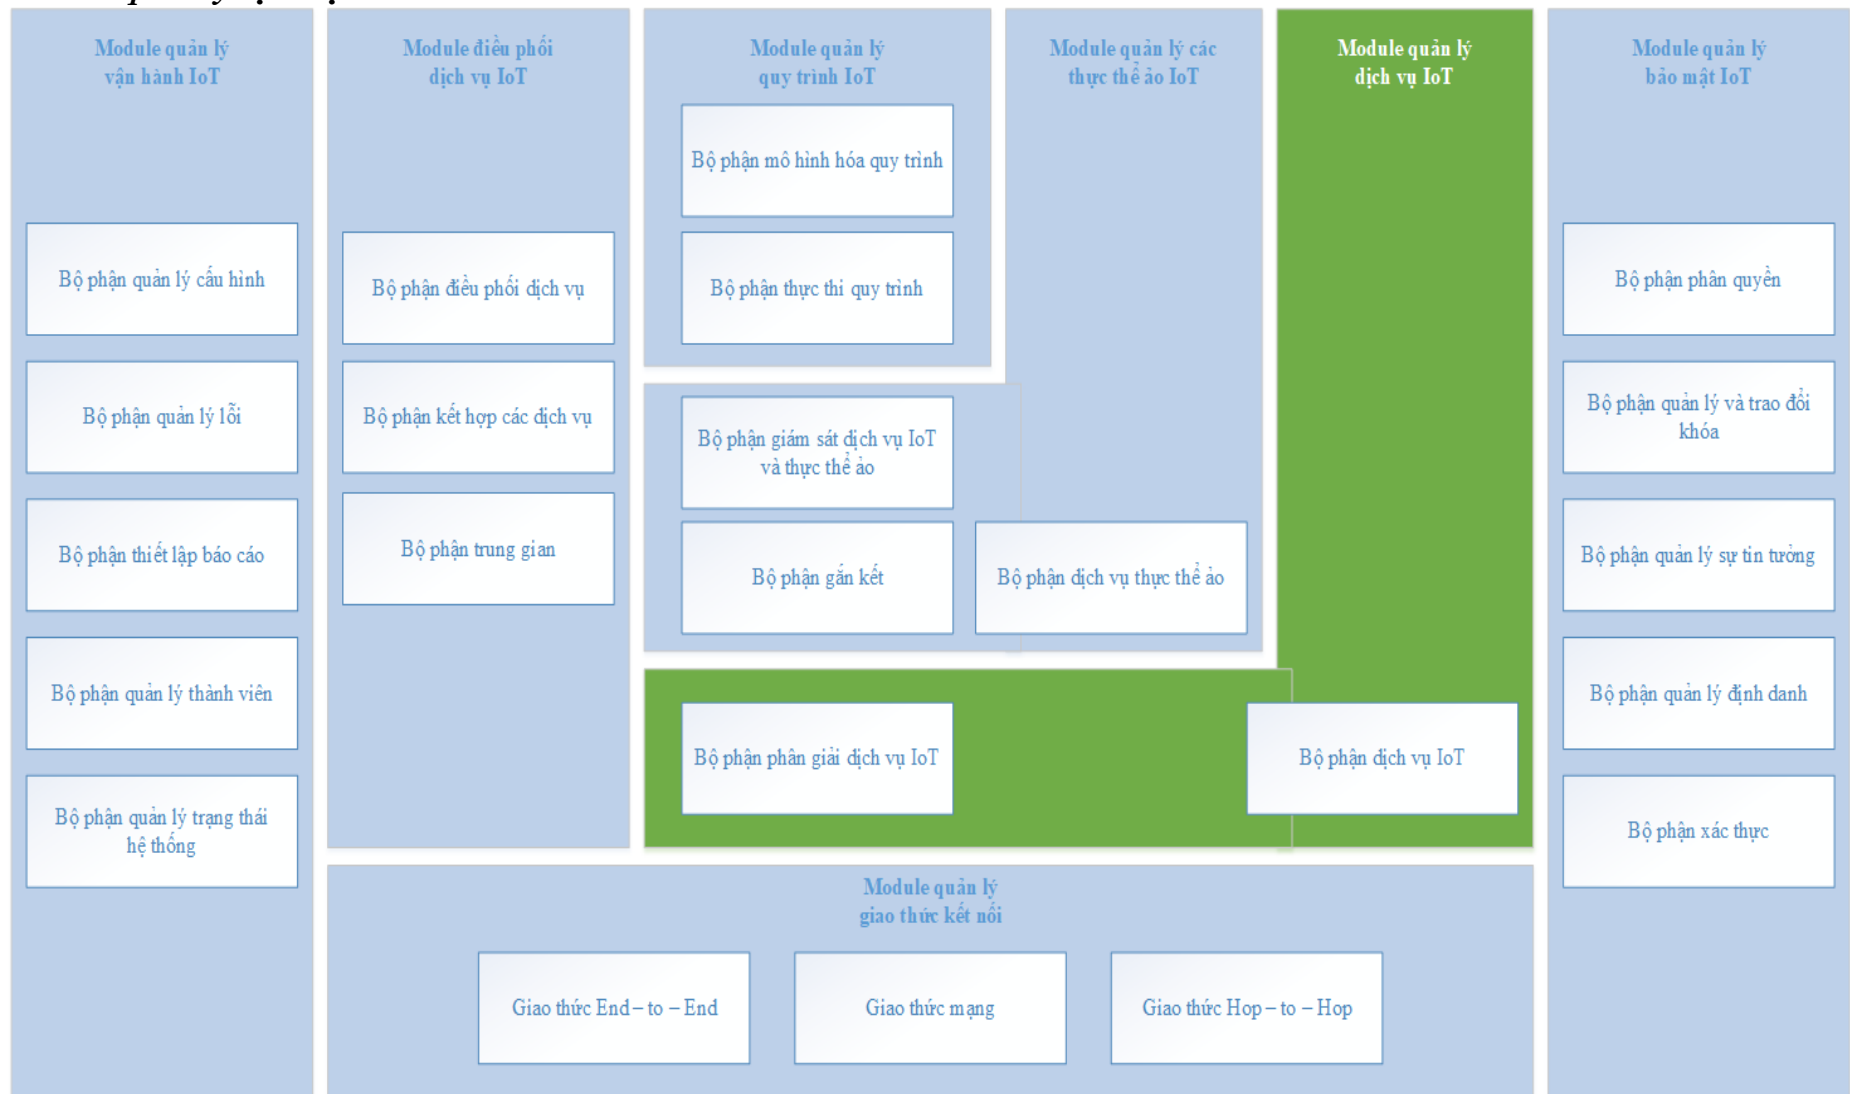 Module quản lý
vận hành IoT
Bộ phận quản lý cấu hình
Bộ phận quản lý lỗi
Bộ phận thiết lập báo cáo
Bộ phận quản lý thành viên
Bộ phận quản lý trạng thái
hệ thống
Module điều phối
dịch vụ IoT
Bộ phận điều phối dịch vụ
Bộ phận kết hợp các dịch vụ
Bộ phận trung gian
Module quản lý
quy trình IoT
Bộ phận mô hình hóa quy trình
Bộ phận thực thi quy trình
Module quản lý các
thực thể ảo IoT
Bộ phận giám sát dịch vụ IoT
và thực thể ảo
Bộ phận gắn kết
Bộ phận dịch vụ thực thể ảo
Module quản lý
dịch vụ IoT
Bộ phận phân giải dịch vụ IoT
Bộ phận dịch vụ IoT
Module quản lý
bảo mật IoT
Bộ phận phân quyền
Bộ phận quản lý và trao đổi
khóa
Bộ phận quản lý sự tin tưởng
Bộ phận quản lý định danh
Bộ phận xác thực
Module quản lý
giao thức kết nối
Giao thức End – to – End
Giao thức mạng
Giao thức Hop – to – Hop